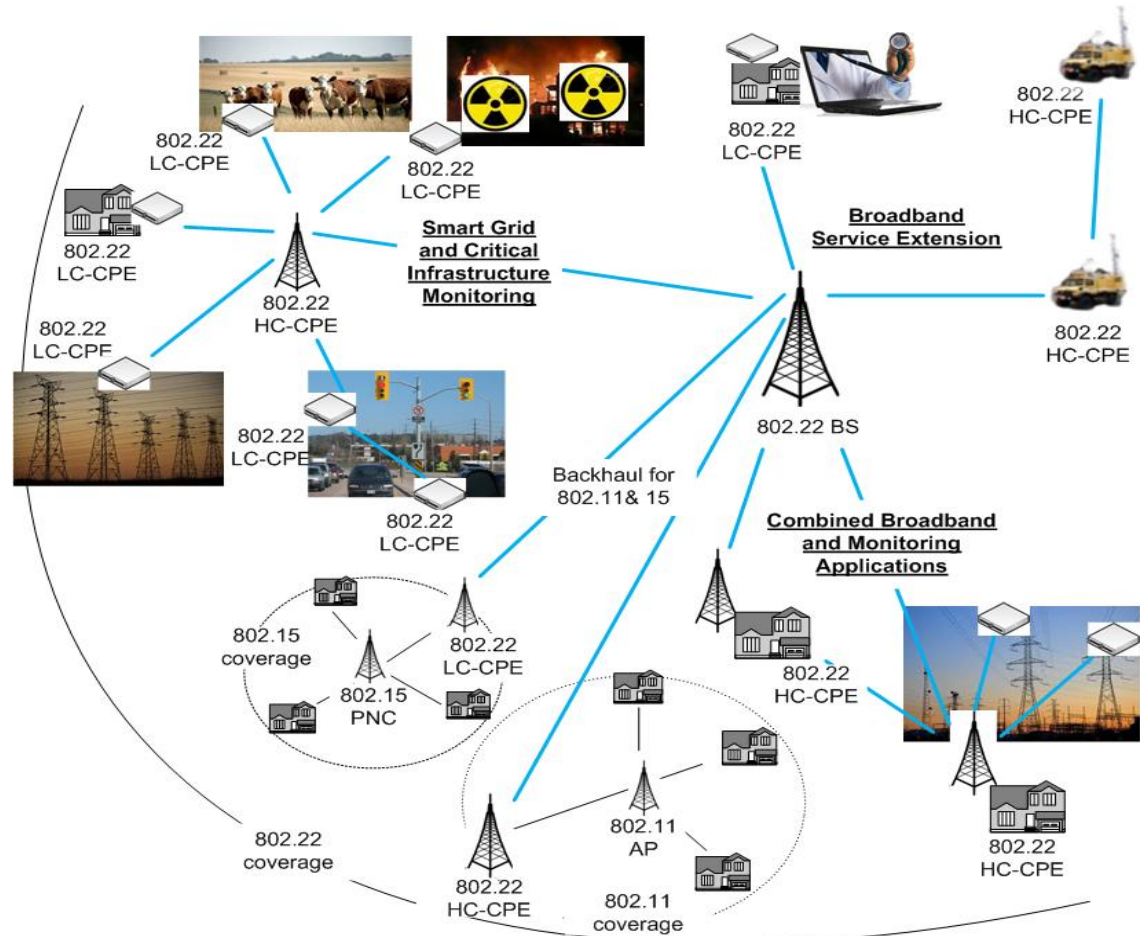 802.22
LC-CPE
802.22
LC-CPE
802.22
LC-CPE
802.22
HC-CPE
802.22
LC-CPE
Smart Grid
and Critical
Infrastructure
Monitoring
Broadband
Service Extension
802.22
HC-CPE
802.22
LC-CPE
802.22
HC-CPE
802.22
LC-CPE
802.22
LC-CPE
802.22 BS
Backhaul for
802.11& 15
Combined Broadband
and Monitoring
Applications
802.15
coverage
802.22
LC-CPE
802.15
PNC
802.22
HC-CPE
802.22
coverage
802.11
AP
802.22
HC-CPE
802.11
coverage
802.22
HC-CPE